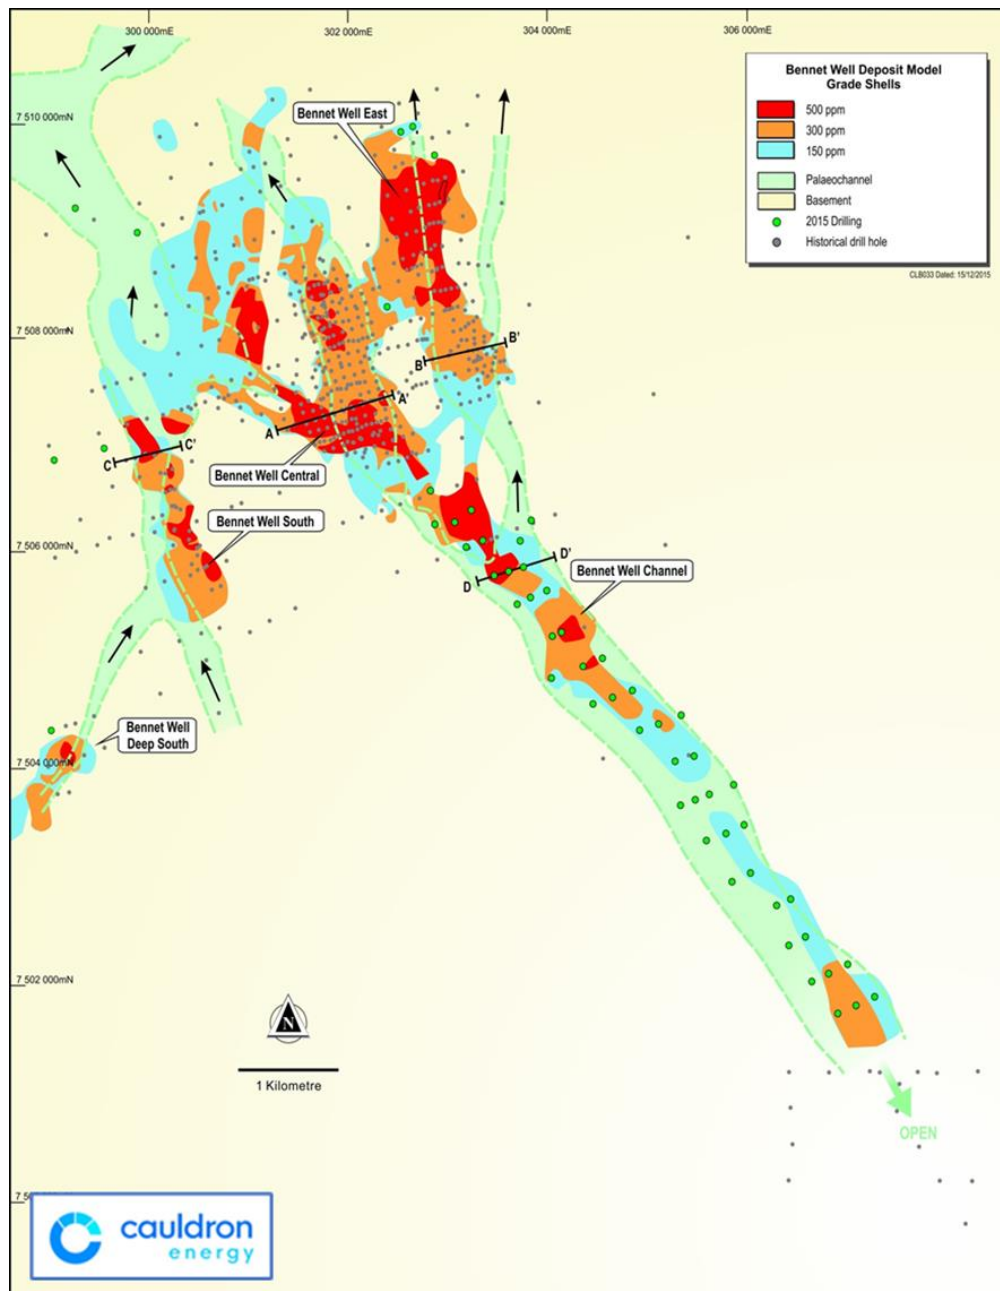 300 000mE
302 000mE
304 000mE
306 000mE
Bennet Well Deposit Model
Grade Shells
500 ppm
300 ppm
150 ppm
Palaeochannel
Basement
2015 Drilling
Historical drill hole
CLB033 Dated: 15/12/2015
Bennet Well East
7 510 000mN
7 508 000mN
B
B'
A
A'
C
C'
Bennet Well Central
Bennet Well South
7 506 000mN
D
D'
Bennet Well Channel
Bennet Well
Deep South
7 504 000mN
7 502 000mN
N
1 Kilometre
OPEN
cauldron
energy